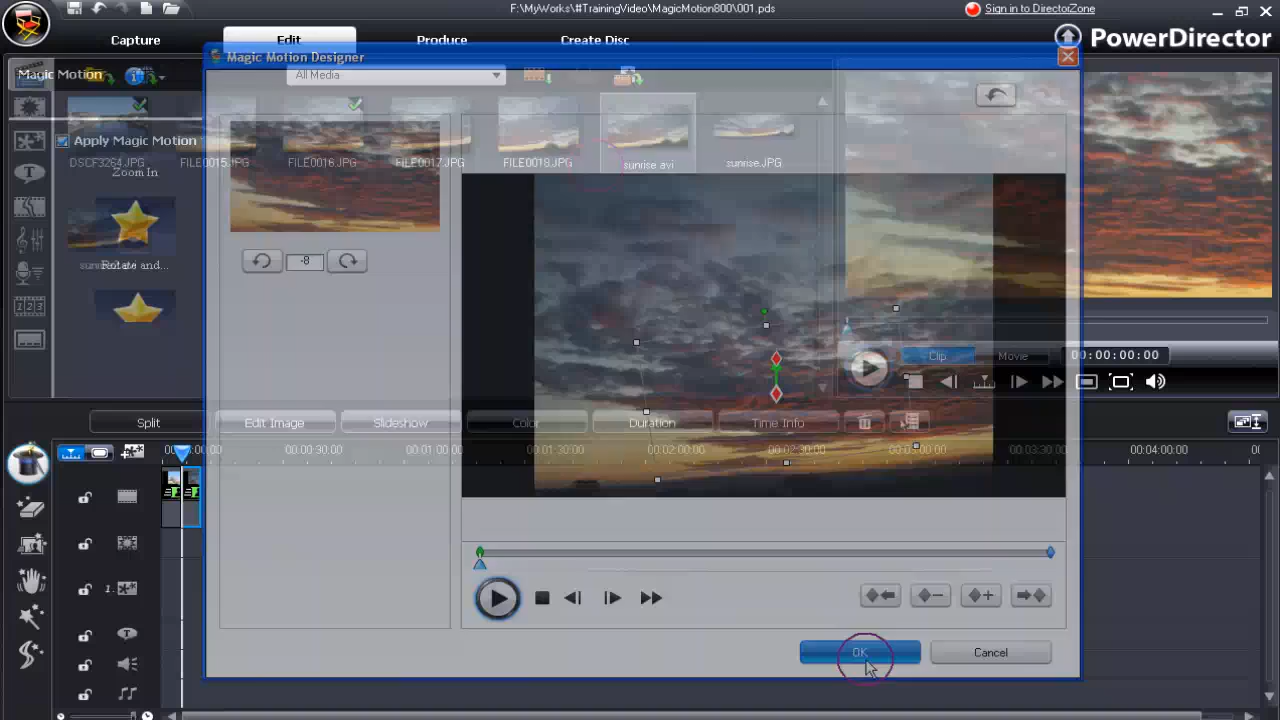 F:\MyWorks\#TrainingVideo\MagicMotion800\001.pds
Sign in to DirectorZone
Capture
Edit
Produce
Create Disc
PowerDirector
Magic Motion Designer
Magic Motion
All Media
Apply Magic Motion
DSCF3264.JPG
FILE0015.JPG
FILE0016.JPG
FILE0017.JPG
FILE0018.JPG
sunrise.avi
sunrise.JPG
Zoom In
-8
Rotate and...
Clip
Movie
00:00:00:00
Split
Edit Image
Slideshow
Color
Duration
Time Info
00:00:30:00
00:01:00:00
00:01:30:00
00:02:00:00
00:02:30:00
00:03:00:00
00:03:30:00
00:04:00:00
1.
OK
Cancel